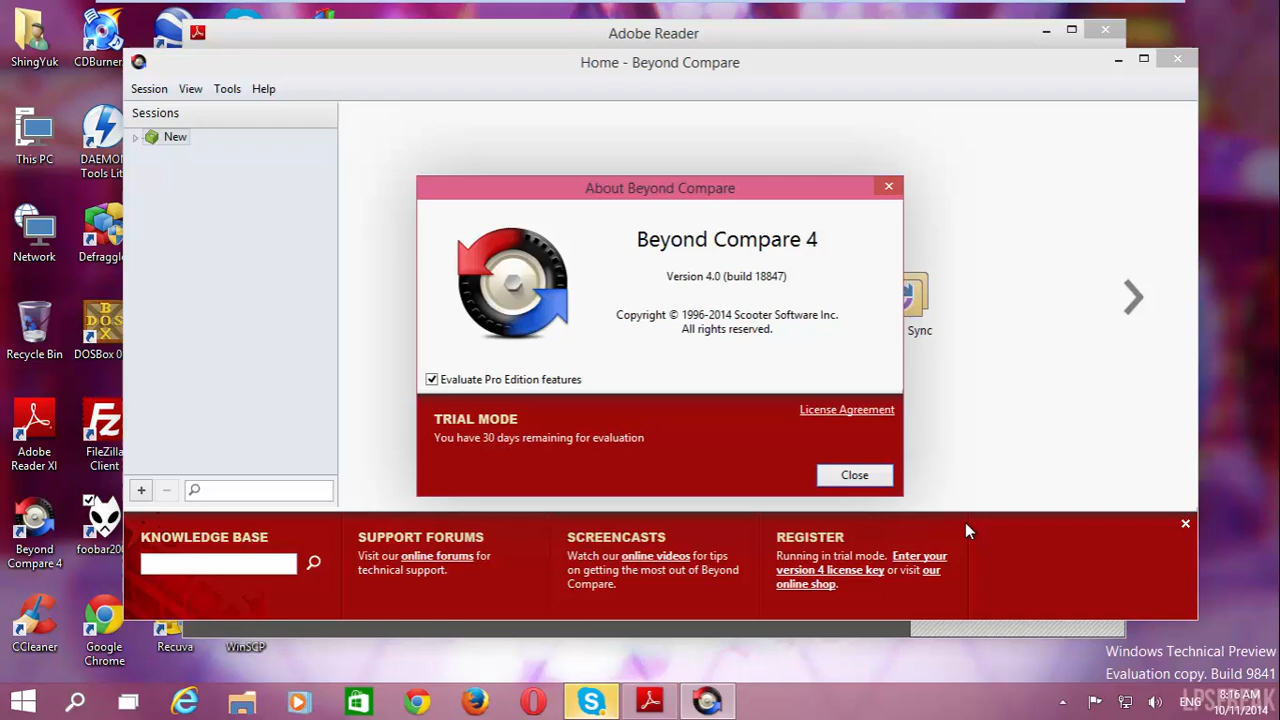 Adobe Reader
Home - Beyond Compare
Session View Tools Help
Sessions
New
About Beyond Compare
Beyond Compare 4
Version 4.0 (build 18847)
Copyright © 1996-2014 Scooter Software Inc.
All rights reserved.
Evaluate Pro Edition features
License Agreement
TRIAL MODE
You have 30 days remaining for evaluation
Close
Sync
KNOWLEDGE BASE
SUPPORT FORUMS
Visit our online forums for
technical support.
SCREENCASTS
Watch our online videos for tips
on getting the most out of Beyond
Compare.
REGISTER
Running in trial mode. Enter your
version 4 license key or visit our
online shop.
ShingYuk
CDBurner
This PC
DAEMON
Tools Lit
Network
Defraggle
Recycle Bin
BOX
DOS
DOSBox 0
Adobe
Reader XI
FileZilla
Client
Beyond
Compare 4
foobar200
CCleaner
Google
Chrome
Recuva
WinSCP
Windows Technical Preview
Evaluation copy. Build 9841
ENG
8:16 AM
10/11/2014
LPSFREAK